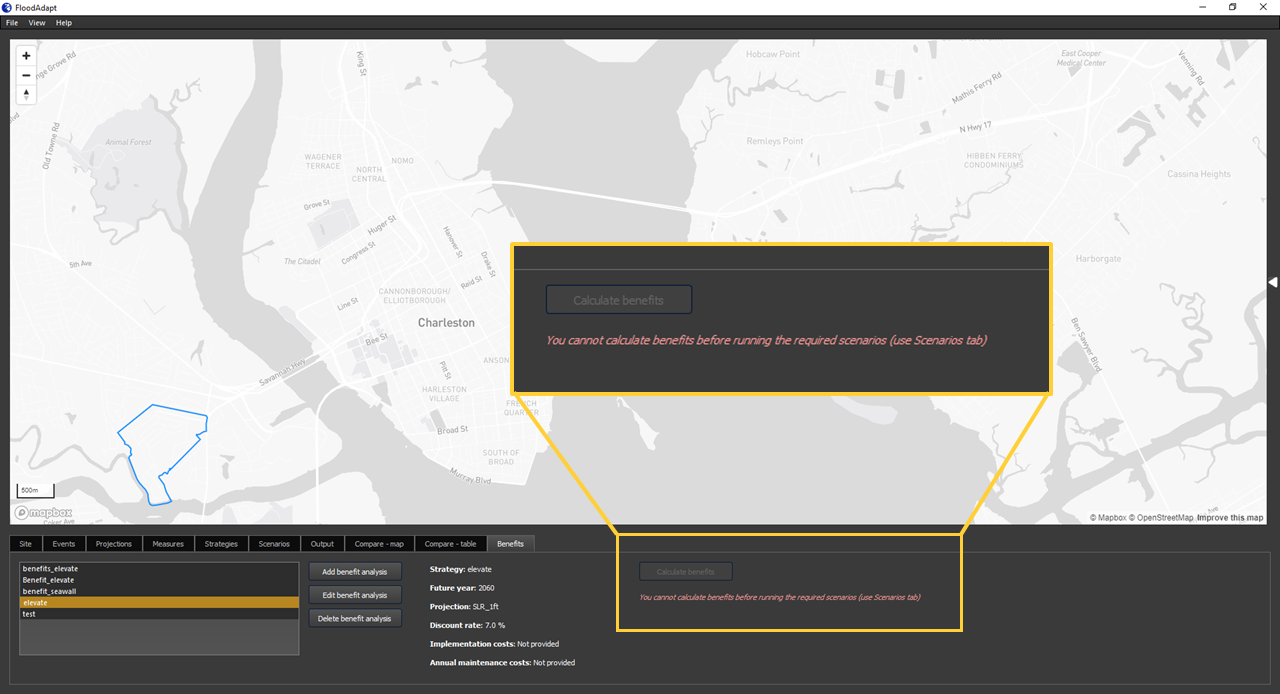 FloodAdapt
File View Help
Hobcaw Point
East Cooper
Medical Center
Venning Rd
nge Grove Rd
King St
Mathis Ferry Rd
Old Towne Rd
Animal Forest
N Hwy 17
Remleys Point
WAGENER
TERRACE
NOMO
NORTH
CENTRAL
HIBBEN FERRY
CONDOMINIUMS
Cassina Heights
Grove St
Huger St
Hanover St
Congress St
The Citadel
Drake St
Reid St
5th Ave
Harborgate
CANNONBOROUGH/
ELLIOTBOROUGH
Line St
Charleston
Bee St
Ben Sawyer Blvd
Calculate benefits
You cannot calculate benefits before running the required scenarios (use Scenarios tab)
Savannah Hwy
Pitt St
ANSON
HARLESTON
VILLAGE
FRENCH
QUARTER
Broad St
SOUTH OF
BROAD
Murray Blvd
500m
mapbox
Coker Ave
© Mapbox © OpenStreetMap Improve this map
Site Events Projections Measures Strategies Scenarios Output Compare - map Compare - table Benefits
benefits_elevate
Benefit_elevate
benefit_seawall
elevate
test
Add benefit analysis
Edit benefit analysis
Delete benefit analysis
Strategy: elevate
Future year: 2060
Projection: SLR_1ft
Discount rate: 7.0 %
Implementation costs: Not provided
Annual maintenance costs: Not provided
Calculate benefits
You cannot calculate benefits before running the required scenarios (use Scenarios tab)